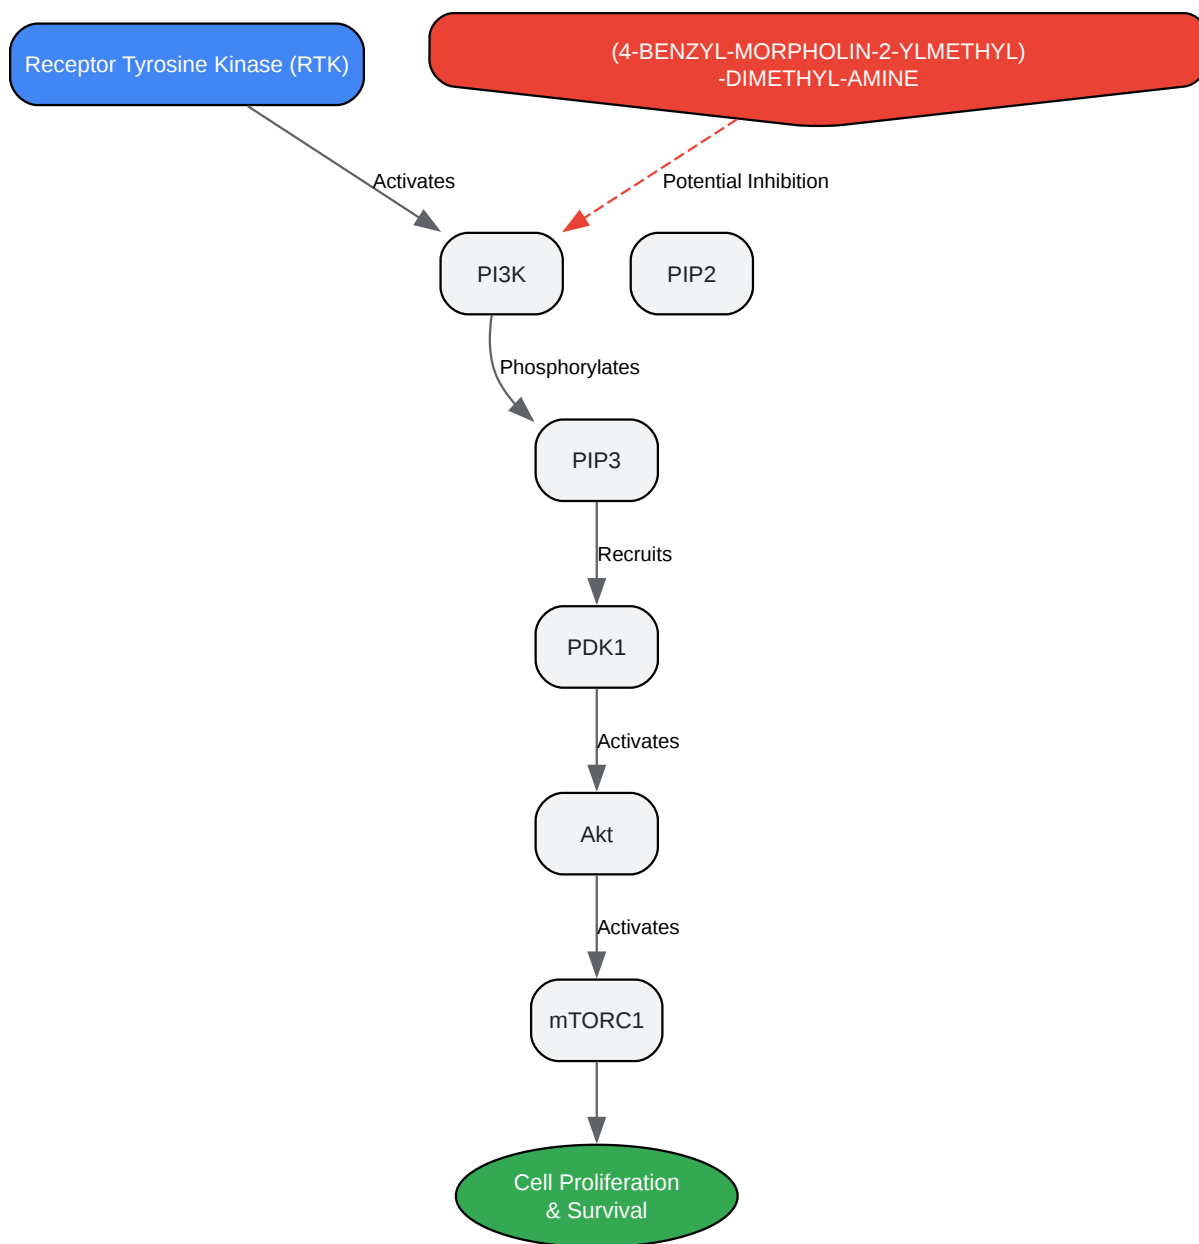 Receptor Tyrosine Kinase (RTK)
(4-BENZYL-MORPHOLIN-2-YLMETHYL)
-DIMETHYL-AMINE
Activates
Potential Inhibition
PI3K
PIP2
Phosphorylates
PIP3
Recruits
PDK1
Activates
Akt
Activates
mTORC1
Cell Proliferation
& Survival